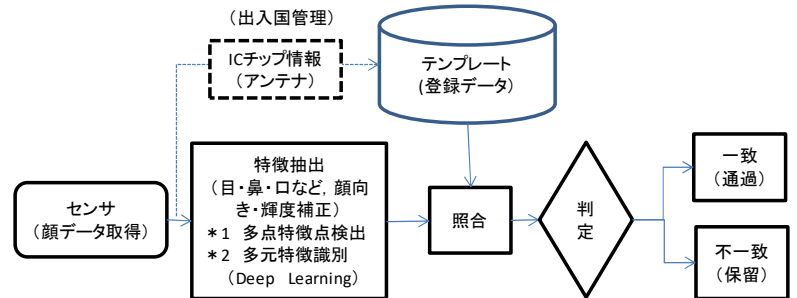 （出入国管理）
ICチップ情報
（アンテナ）
テンプレート
(登録データ）
センサ
（顔データ取得）
特徴抽出
（目・鼻・口など，顔向
き・輝度補正）
＊1 多点特徴点検出
＊2 多元特徴識別
（Deep Learning）
照合
判
定
一致
（通過）
不一致
（保留）